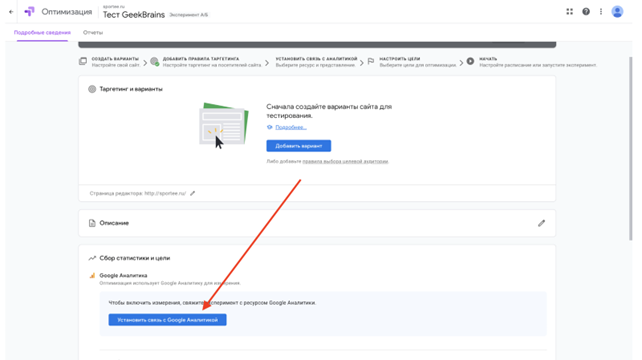 Оптимизация
aporiee.ru
Тест GeekBrains
Эксперимент A/Б
Подробные сведения
Отчеты
СОЗДАТЬ ВАРИАНТЫ
Настройте свой сайт.
ДОБАВИТЬ ПРАВИЛА ТАРГЕТИНГА
Настройте таргетинг на посетителей сайта.
УСТАНОВИТЬ СВЯЗЬ С АНАЛИТИКОЙ
Выберите ресурс и представление.
НАСТРОИТЬ ЦЕЛИ
Выберите цели для оптимизации.
НАЧАТЬ
Настройте расписание или запустите эксперимент.
Таргетинг и варианты
Сначала создайте варианты сайта для
тестирования.
Подробнее…
Добавить вариант
Либо добавьте правила выбора целевой аудитории.
Страница редактора: http://aporiee.ru/
Описание
Сбор статистики и цели
Google Аналитика
Оптимизация использует Google Аналитику для измерения.
Чтобы включить измерения, свяжите эксперимент с ресурсом Google Аналитики.
Установить связь с Google Аналитикой